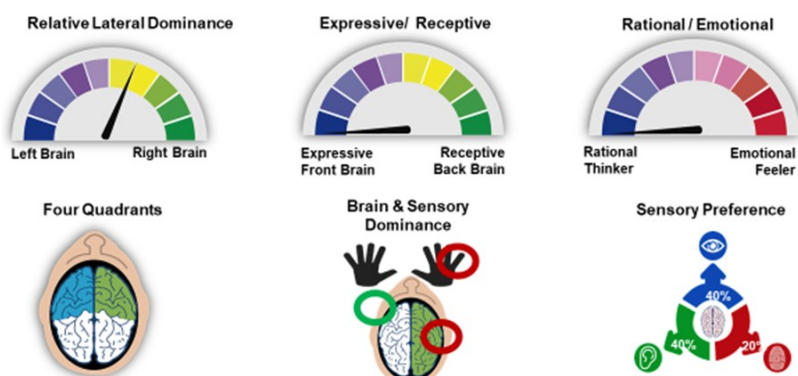 Relative Lateral Dominance
Expressive/ Receptive
Rational / Emotional
Left Brain
Right Brain
Expressive
Front Brain
Receptive
Back Brain
Rational
Thinker
Emotional
Feeler
Four Quadrants
Brain & Sensory
Dominance
Sensory Preference
40%
40%
20%